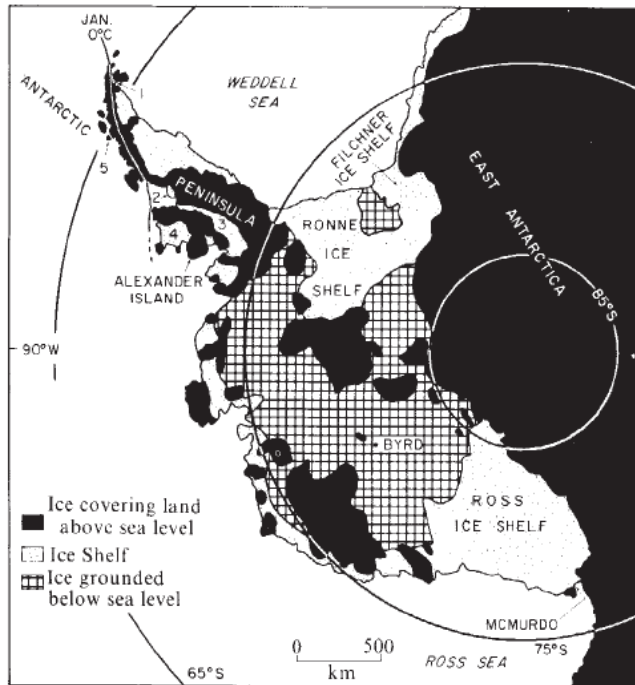 JAN.
0°C
WEDDELL
SEA
ANTARCTIC
1
FILCHNER
ICE SHELF
5
EAST ANTARCTICA
PENINSULA
2
3
RONNE
4
ICE
ALEXANDER
ISLAND
SHELF
85°S
90°W
BYRD
ROSS
ICE SHELF
Ice covering land
above sea level
Ice Shelf
Ice grounded
below sea level
MCMURDO
0 500
km
75°S
65°S
ROSS SEA